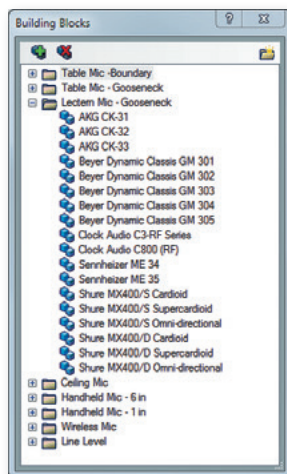 Building Blocks
Table Mic -Boundary
Table Mic - Gooseneck
Lectern Mic - Gooseneck
AKG CK-31
AKG CK-32
AKG CK-33
Beyer Dynamic Classis GM 301
Beyer Dynamic Classis GM 302
Beyer Dynamic Classis GM 303
Beyer Dynamic Classis GM 304
Beyer Dynamic Classis GM 305
Clock Audio C3-RF Series
Clock Audio C800 (RF)
Sennheizer ME 34
Sennheizer ME 35
Shure MX400/S Cardioid
Shure MX400/S Supercardioid
Shure MX400/S Omni-directional
Shure MX400/D Cardioid
Shure MX400/D Supercardioid
Shure MX400/D Omni-directional
Ceiling Mic
Handheld Mic - 6 in
Handheld Mic - 1 in
Wireless Mic
Line Level